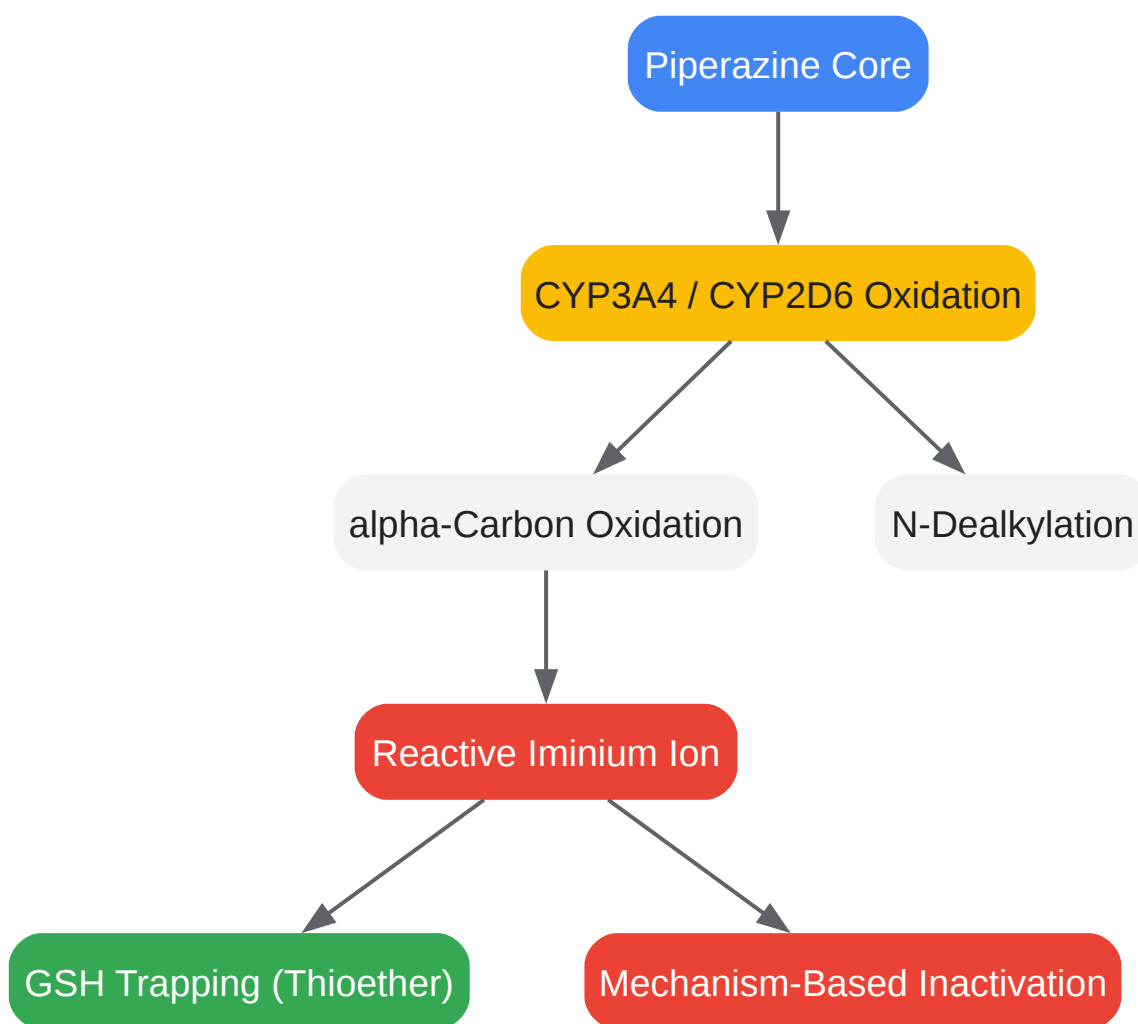 Piperazine Core
CYP3A4 / CYP2D6 Oxidation
alpha-Carbon Oxidation
N-Dealkylation
Reactive Iminium Ion
GSH Trapping (Thioether)
Mechanism-Based Inactivation